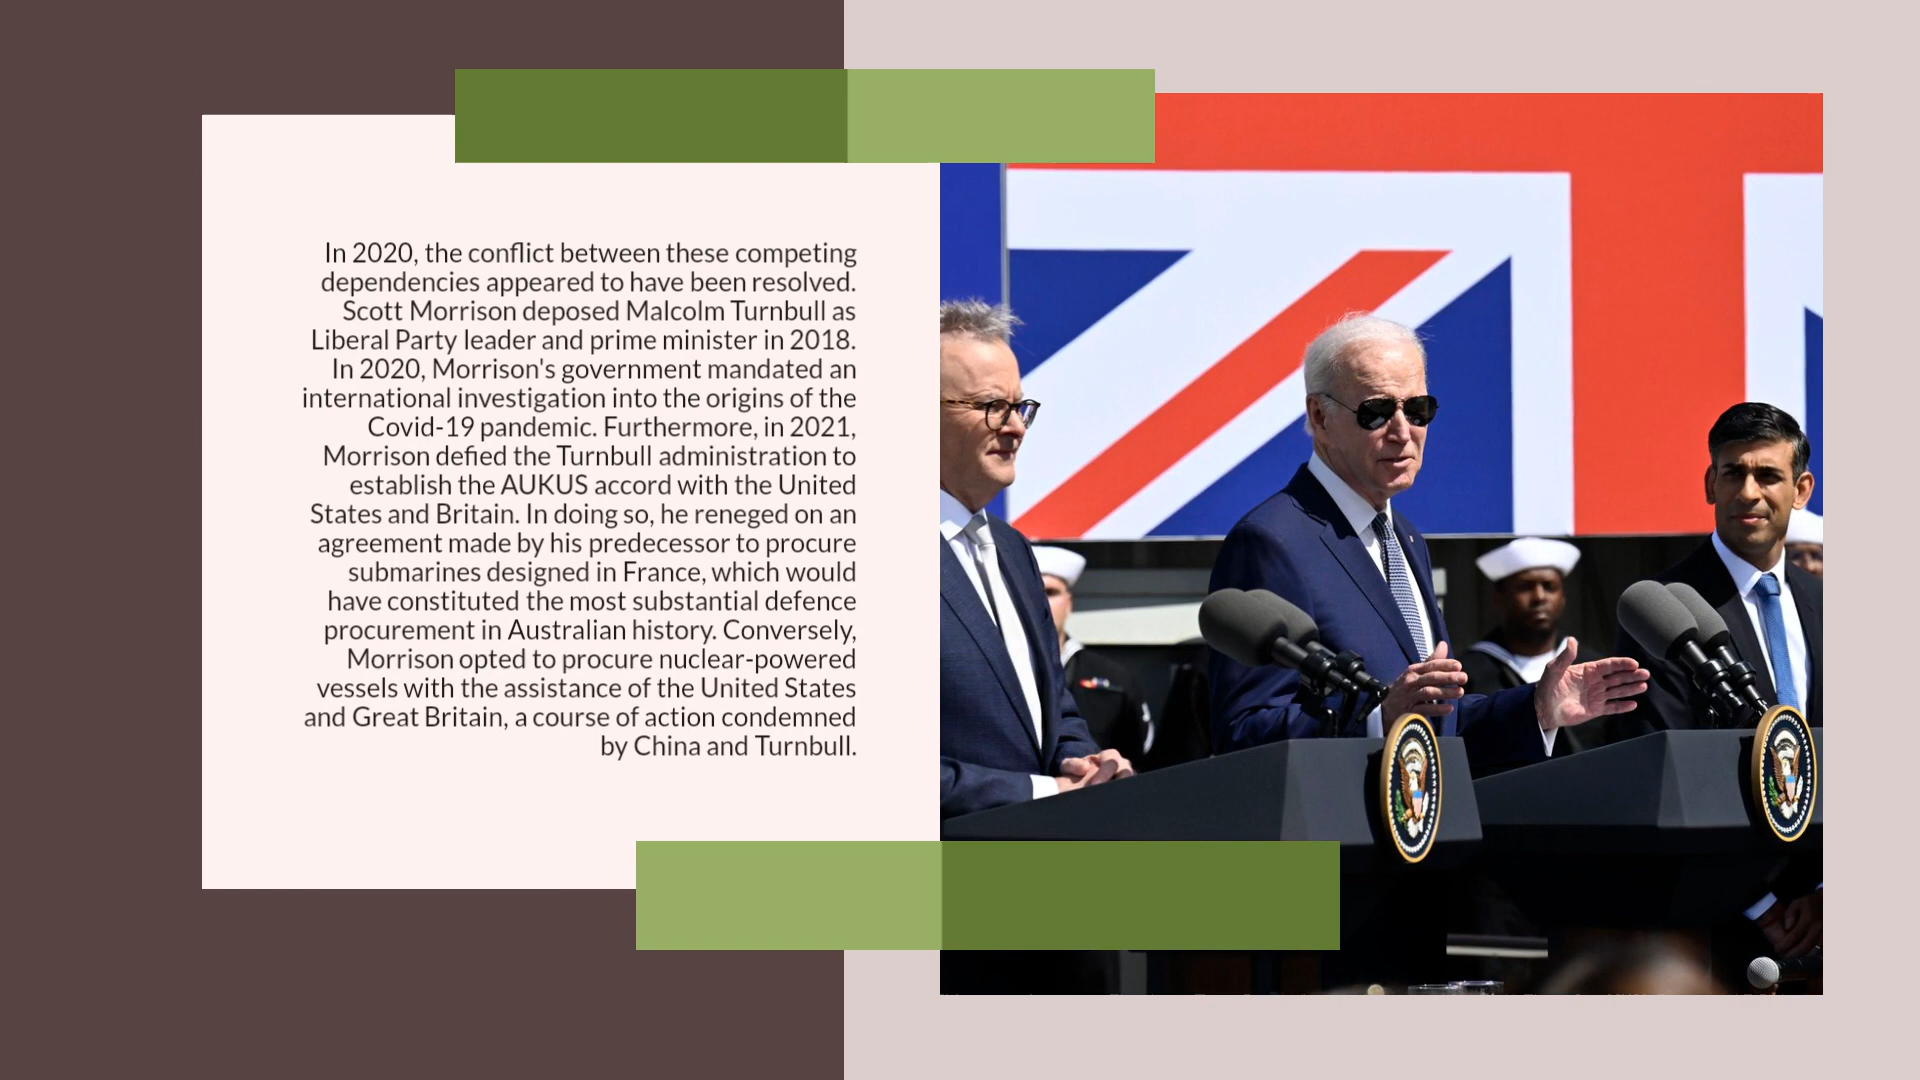 In 2020, the conflict between these competing
dependencies appeared to have been resolved.
Scott Morrison deposed Malcolm Turnbull as
Liberal Party leader and prime minister in 2018.
In 2020, Morrison's government mandated an
international investigation into the origins of the
Covid-19 pandemic. Furthermore, in 2021,
Morrison defied the Turnbull administration to
establish the AUKUS accord with the United
States and Britain. In doing so, he reneged on an
agreement made by his predecessor to procure
submarines designed in France, which would
have constituted the most substantial defence
procurement in Australian history. Conversely,
Morrison opted to procure nuclear-powered
vessels with the assistance of the United States
and Great Britain, a course of action condemned
by China and Turnbull.